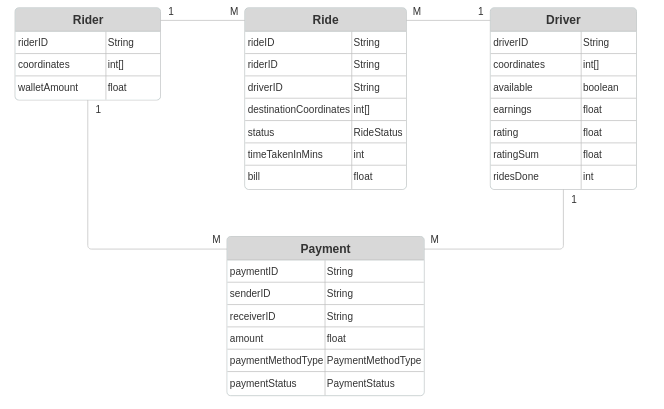 Rider
riderID String
coordinates int[]
walletAmount float
1 M
Ride
rideID String
riderID String
driverID String
destinationCoordinates int[]
status RideStatus
timeTakenInMins int
bill float
M 1
Driver
driverID String
coordinates int[]
available boolean
earnings float
rating float
ratingSum float
ridesDone int
1
1
M
M
Payment
paymentID String
senderID String
receiverID String
amount float
paymentMethodType PaymentMethodType
paymentStatus PaymentStatus